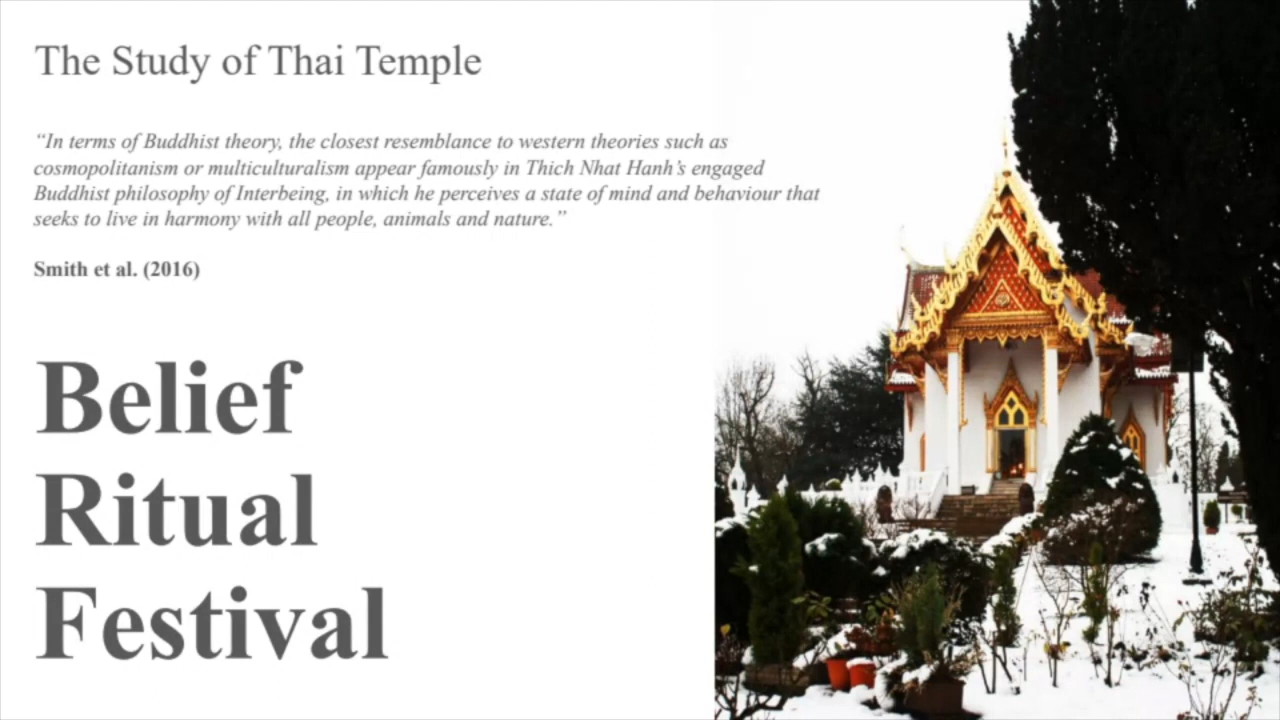 The Study of Thai Temple
“In terms of Buddhist theory, the closest resemblance to western theories such as
cosmopolitanism or multiculturalism appear famously in Thich Nhat Hanh’s engaged
Buddhist philosophy of Interbeing, in which he perceives a state of mind and behaviour that
seeks to live in harmony with all people, animals and nature.”
Smith et al. (2016)
Belief
Ritual
Festival